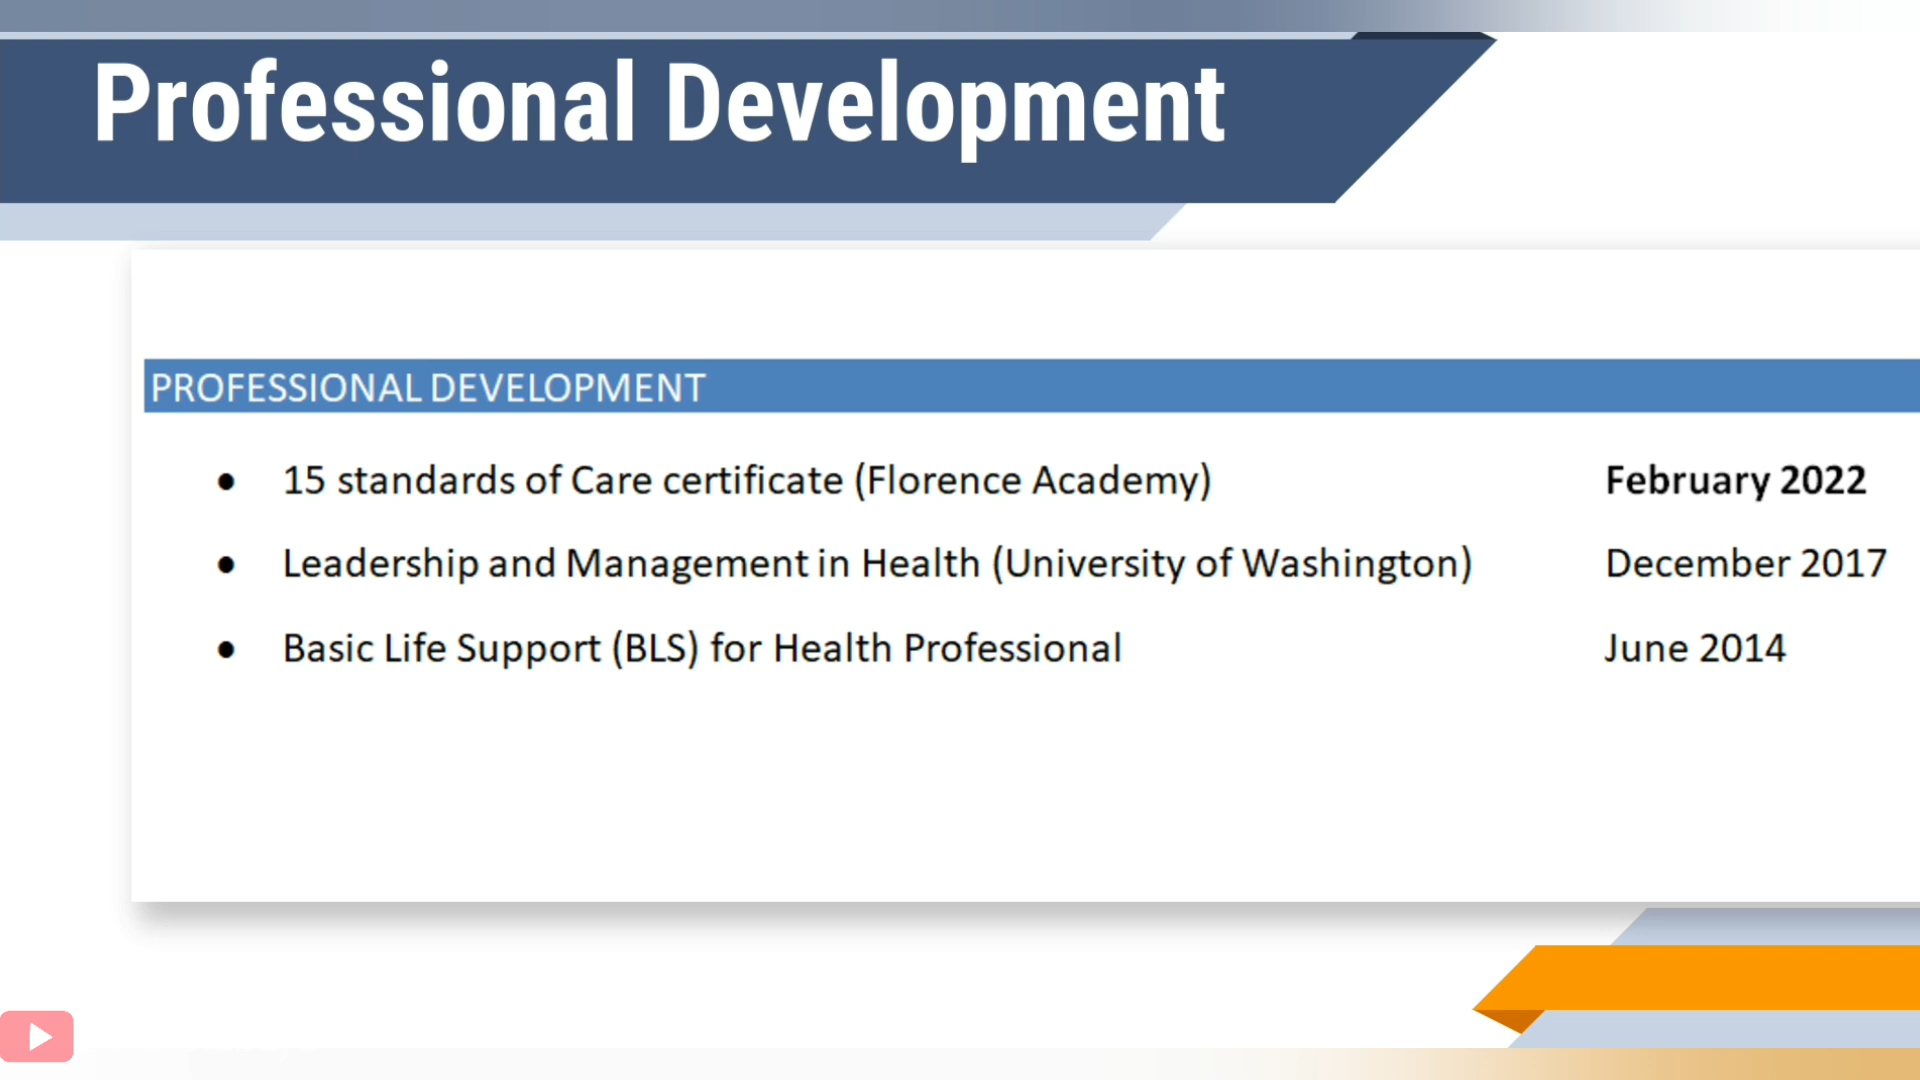 Professional Development
PROFESSIONAL DEVELOPMENT
● 15 standards of Care certificate (Florence Academy) February 2022
● Leadership and Management in Health (University of Washington) December 2017
● Basic Life Support (BLS) for Health Professional June 2014